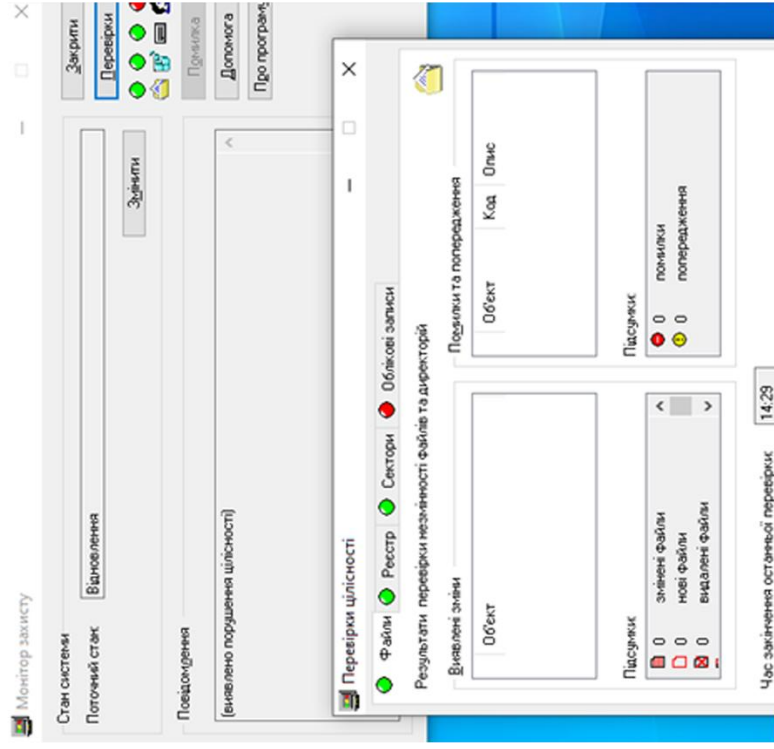 Монітор захисту
Стан системи
Поточний стан:
Відновлення
Змінити
Повідомлення
(виявлено порушення цілісності)
Закрити
Перевірки
Помилка
Допомога
Про програму
Перевірки цілісності
Файли
Реєстр
Сектори
Облікові записи
Результати перевірки незмінності файлів та директорій
Виявлені зміни
Об'єкт
Підсумки:
0 змінені файли
0 нові файли
0 видалені файли
Помилки та попередження
Об'єкт Код Опис
Підсумки:
0 помилки
0 попередження
Час закінчення останньої перевірки:
14:29